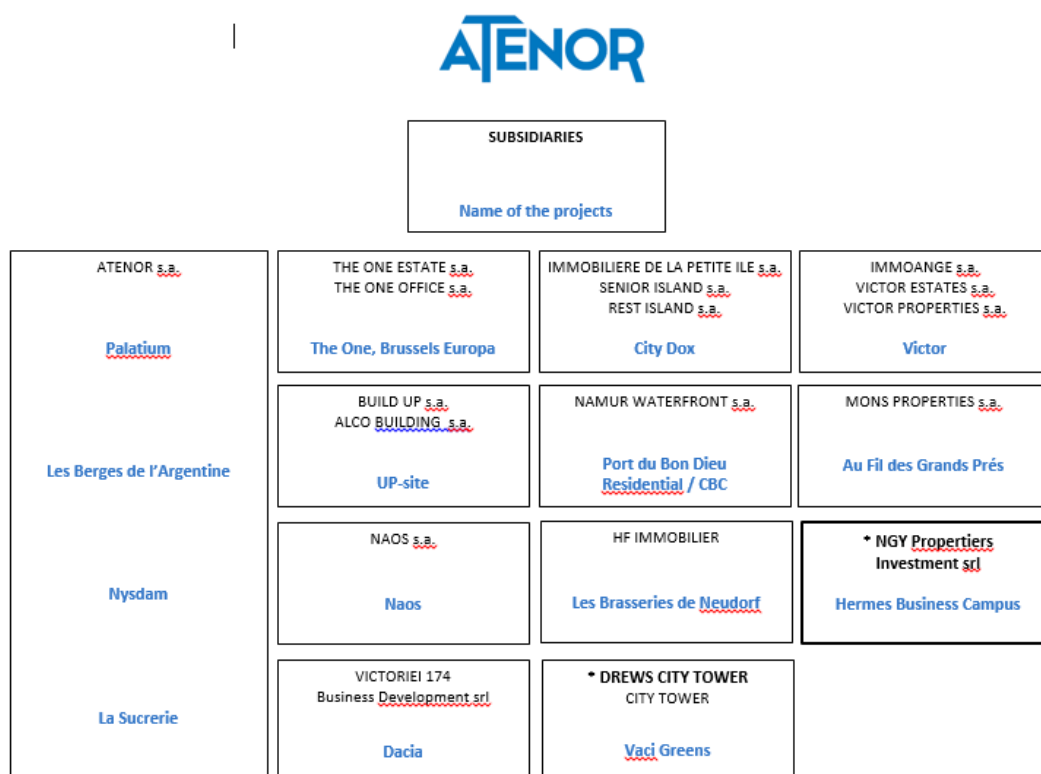 ATENOR
SUBSIDIARIES
Name of the projects
ATENOR s.a.
Palatium
Les Berges de l'Argentine
Nysdam
La Sucrerie
THE ONE ESTATE s.a.
THE ONE OFFICE s.a.
The One, Brussels Europa
IMMOBILIERE DE LA PETITE ILE s.a.
SENIOR ISLAND s.a.
REST ISLAND s.a.
City Dox
IMMOANGE s.a.
VICTOR ESTATES s.a.
VICTOR PROPERTIES s.a.
Victor
BUILD UP s.a.
ALCO BUILDING s.a.
UP-site
NAMUR WATERFRONT s.a.
Port du Bon Dieu
Residential / CBC
MONS PROPERTIES s.a.
Au Fil des Grands Prés
NAOS s.a.
Naos
HF IMMOBILIER
Les Brasseries de Neudorf
* NGY Propertiers
Investment srl
Hermes Business Campus
VICTORIEI 174
Business Development srl
Dacia
* DREWS CITY TOWER
CITY TOWER
Vaci Greens